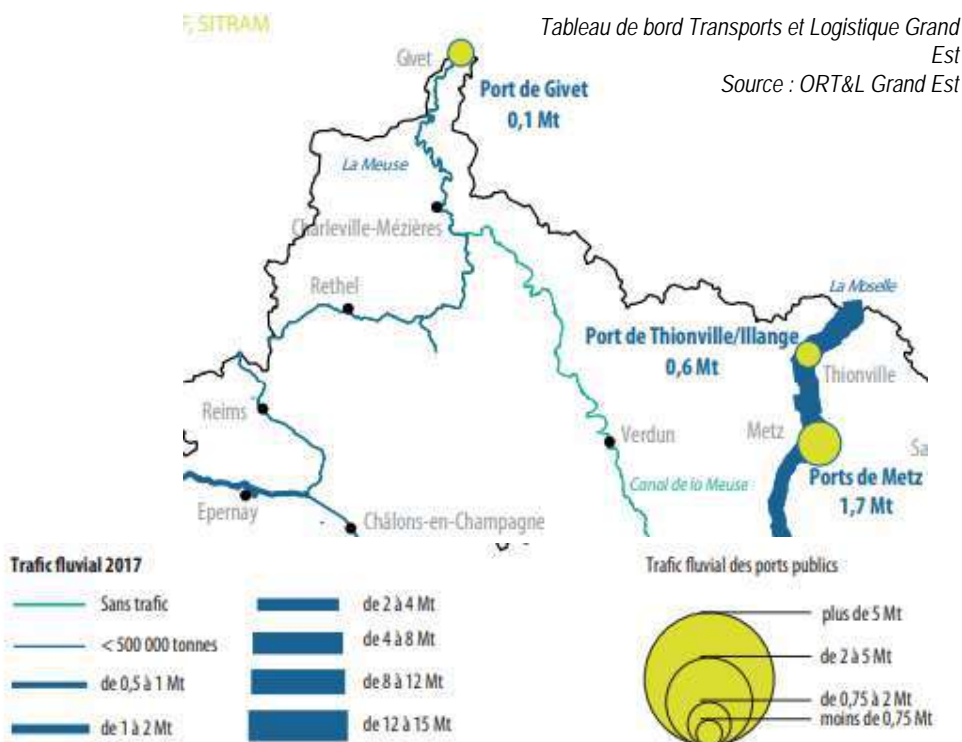 F, SITRAM
Tableau de bord Transports et Logistique Grand
Est
Source : ORT&L Grand Est
Givet
Port de Givet
0,1 Mt
La Meuse
Charleville-Mézières
Rethel
La Moselle
Port de Thionville/Illange
0,6 Mt
Thionville
Reims
Verdun
Metz
Sa
Ports de Metz
1,7 Mt
Canal de la Meuse
Epernay
Châlons-en-Champagne
Trafic fluvial 2017
Sans trafic
< 500 000 tonnes
de 0,5 à 1 Mt
de 1 à 2 Mt
de 2 à 4 Mt
de 4 à 8 Mt
de 8 à 12 Mt
de 12 à 15 Mt
Trafic fluvial des ports publics
plus de 5 Mt
de 2 à 5 Mt
de 0,75 à 2 Mt
moins de 0,75 Mt